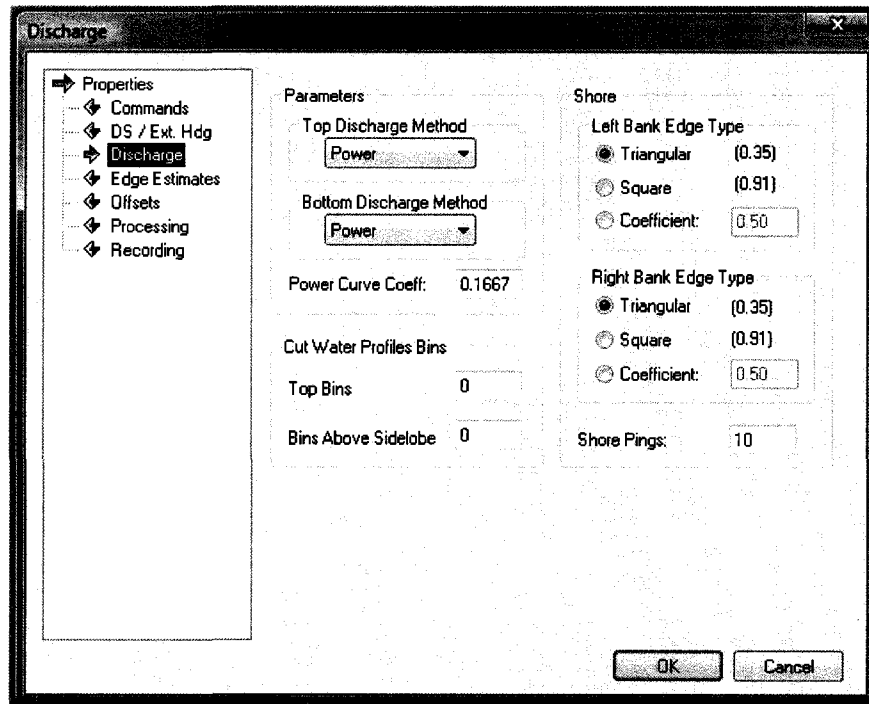 Discharge
Properties
Commands
DS / Ext. Hdg
Discharge
Edge Estimates
Offsets
Processing
Recording
Parameters
Top Discharge Method
Power
Bottom Discharge Method
Power
Power Curve Coeff: 0.1667
Cut Water Profiles Bins
Top Bins 0
Bins Above Sidelobe 0
Shore
Left Bank Edge Type
Triangular (0.35)
Square (0.91)
Coefficient: 0.50
Right Bank Edge Type
Triangular (0.35)
Square (0.91)
Coefficient: 0.50
Shore Pings: 10
OK Cancel